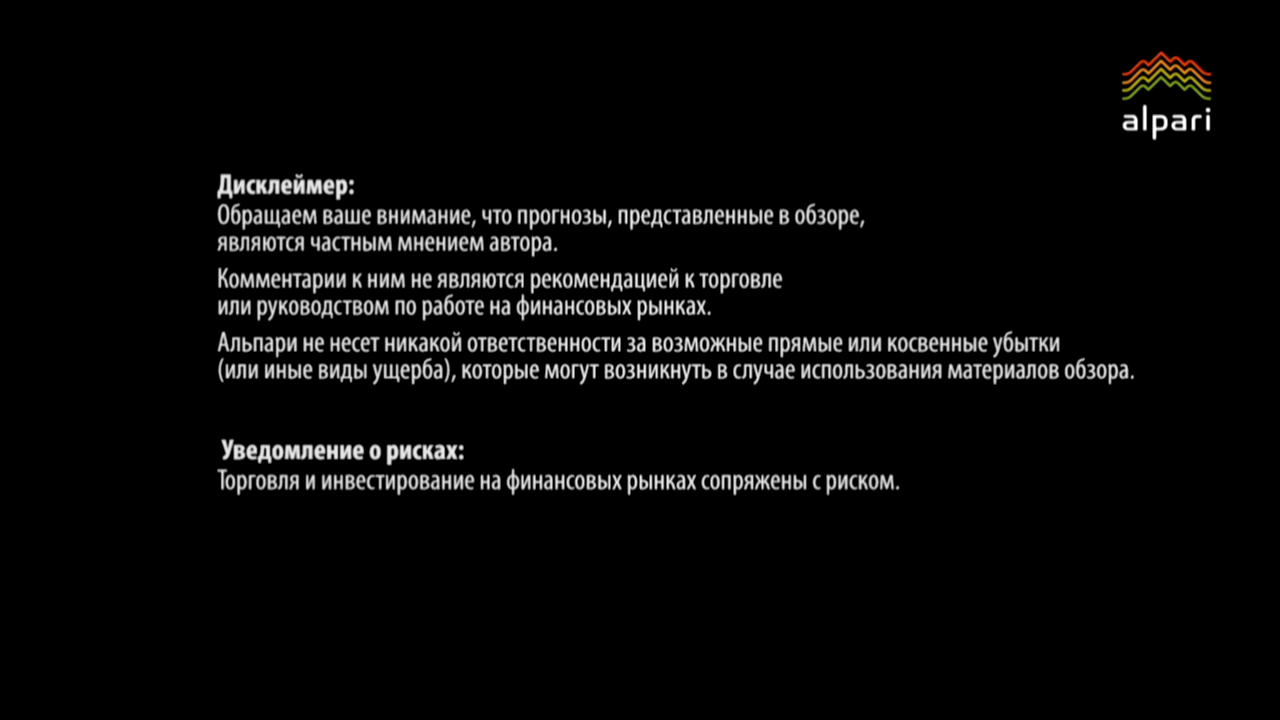 alpari
Дисклеймер:
Обращаем ваше внимание, что прогнозы, представленные в обзоре,
являются частным мнением автора.
Комментарии к ним не являются рекомендацией к торговле
или руководством по работе на финансовых рынках.
Альпари не несет никакой ответственности за возможные прямые или косвенные убытки
(или иные виды ущерба), которые могут возникнуть в случае использования материалов обзора.
Уведомление о рисках:
Торговля и инвестирование на финансовых рынках сопряжены с риском.